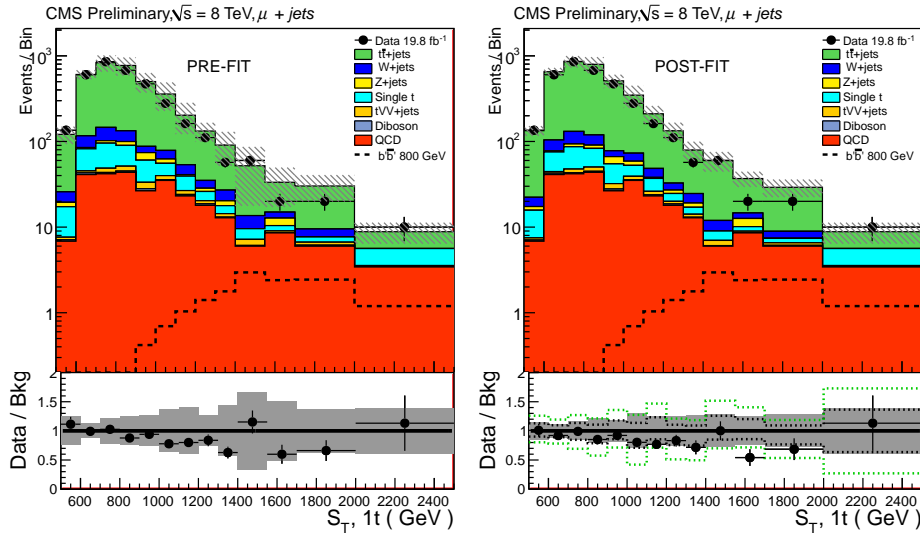 CMS Preliminary,√s = 8 TeV,μ + jets
Events / Bin
10³
10²
10
1
PRE-FIT
Data 19.8 fb⁻¹
tt̄+jets
W+jets
Z+jets
Single t
tVV+jets
Diboson
QCD
b'b̄' 800 GeV
Data / Bkg
2
1.5
1
0.5
0
600 800 1000 1200 1400 1600 1800 2000 2200 2400
S_T, 1t ( GeV )
CMS Preliminary,√s = 8 TeV,μ + jets
Events / Bin
10³
10²
10
1
POST-FIT
Data 19.8 fb⁻¹
tt̄+jets
W+jets
Z+jets
Single t
tVV+jets
Diboson
QCD
b'b̄' 800 GeV
Data / Bkg
2
1.5
1
0.5
0
600 800 1000 1200 1400 1600 1800 2000 2200 2400
S_T, 1t ( GeV )